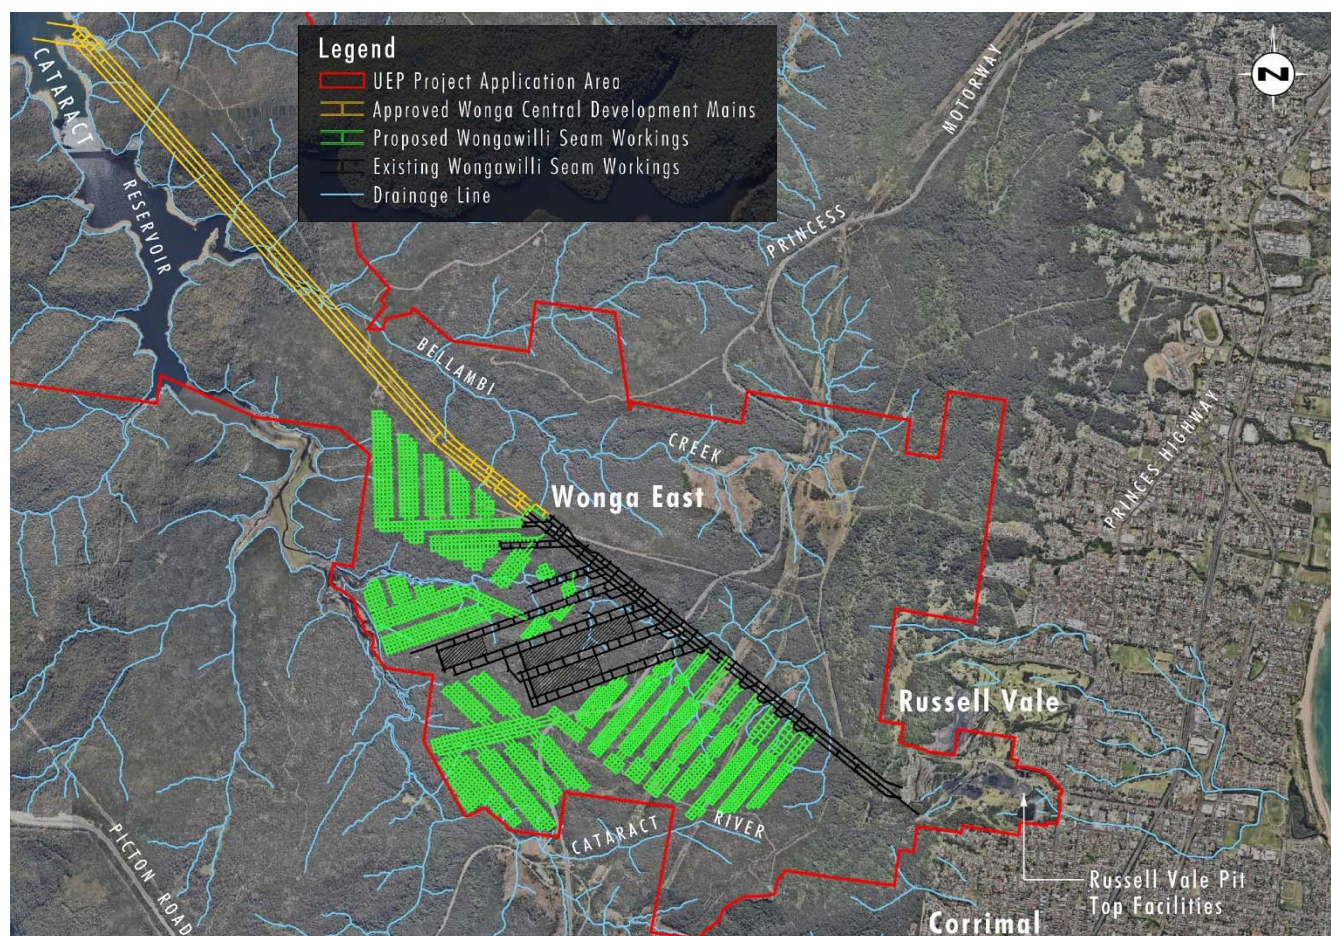 Legend
UEP Project Application Area
Approved Wonga Central Development Mains
Proposed Wongawilli Seam Workings
Existing Wongawilli Seam Workings
Drainage Line
N
CATARACT
RESERVOIR
MOTORWAY
PRINCESS
BELLAMBI
CREEK
PRINCES HIGHWAY
Wonga East
Russell Vale
CATARACT
RIVER
PICTON ROAD
Russell Vale Pit
Top Facilities
Corrimal